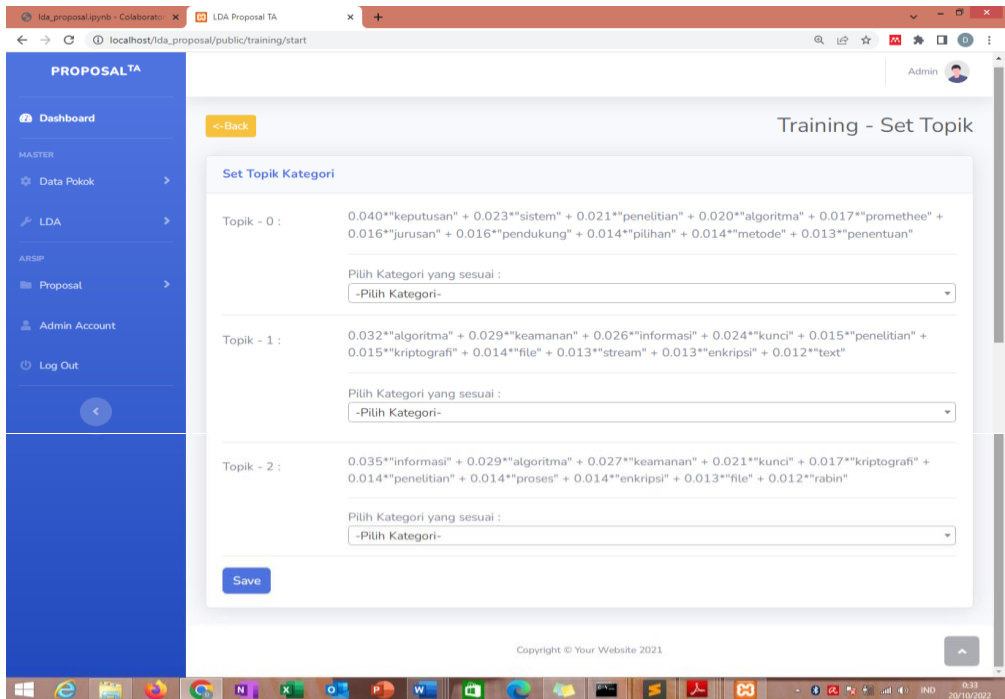 lda_proposal.ipynb - Colaborator
LDA Proposal TA
localhost/lda_proposal/public/training/start
PROPOSALTA
Admin
Dashboard
<-Back
Training - Set Topik
MASTER
Data Pokok
LDA
ARSIP
Proposal
Admin Account
Log Out
Set Topik Kategori
Topik - 0 :
0.040*"keputusan" + 0.023*"sistem" + 0.021*"penelitian" + 0.020*"algoritma" + 0.017*"promethee" +
0.016*"jurusan" + 0.016*"pendukung" + 0.014*"pilihan" + 0.014*"metode" + 0.013*"penentuan"
Pilih Kategori yang sesuai :
-Pilih Kategori-
Topik - 1 :
0.032*"algoritma" + 0.029*"keamanan" + 0.026*"informasi" + 0.024*"kunci" + 0.015*"penelitian" +
0.015*"kriptografi" + 0.014*"file" + 0.013*"stream" + 0.013*"enkripsi" + 0.012*"text"
Pilih Kategori yang sesuai :
-Pilih Kategori-
Topik - 2 :
0.035*"informasi" + 0.029*"algoritma" + 0.027*"keamanan" + 0.021*"kunci" + 0.017*"kriptografi" +
0.014*"penelitian" + 0.014*"proses" + 0.014*"enkripsi" + 0.013*"file" + 0.012*"rabin"
Pilih Kategori yang sesuai :
-Pilih Kategori-
Save
Copyright © Your Website 2021
IND
0:33
20/10/2022